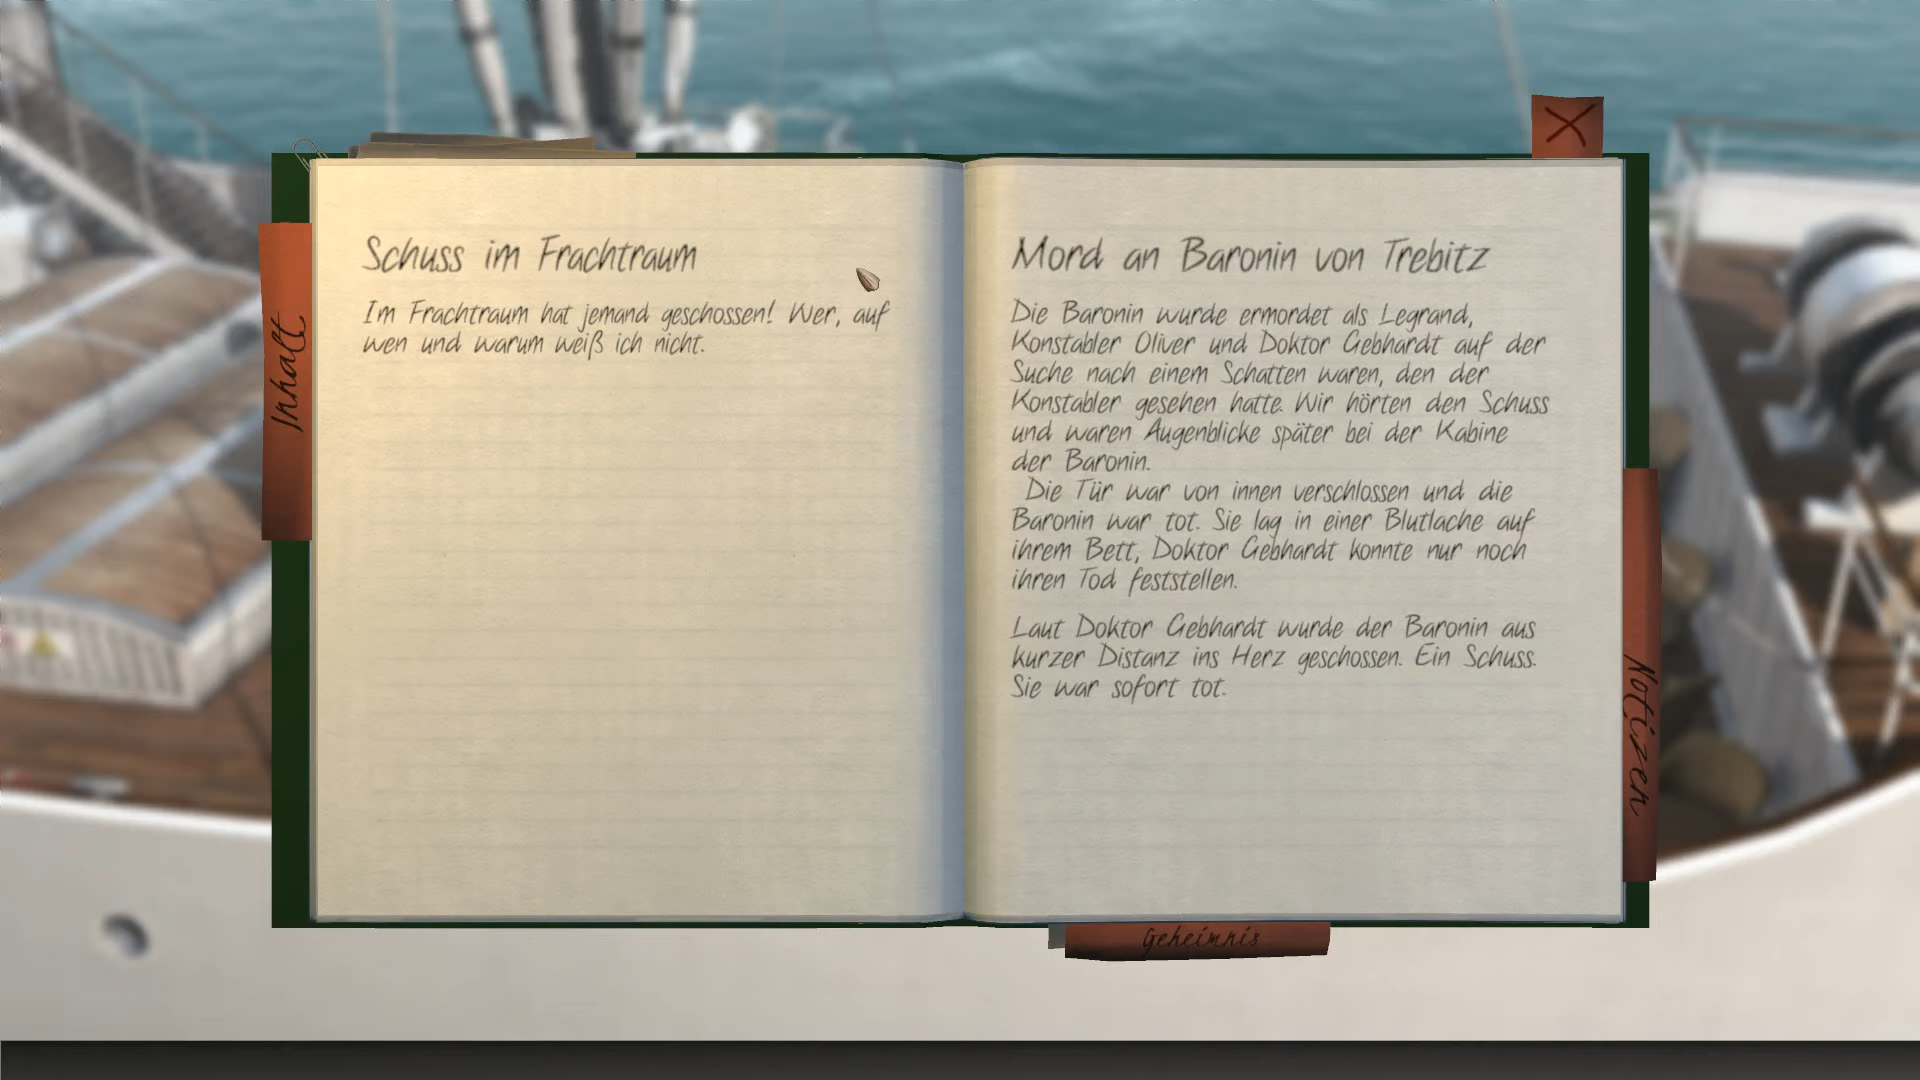 Schuss im Frachtraum
Im Frachtraum hat jemand geschossen! Wer, auf
wen und warum weiß ich nicht.
Mord an Baronin von Trebitz
Die Baronin wurde ermordet als Legrand,
Konstabler Oliver und Doktor Gebhardt auf der
Suche nach einem Schatten waren, den der
Konstabler gesehen hatte. Wir hörten den Schuss
und waren Augenblicke später bei der Kabine
der Baronin.
Die Tür war von innen verschlossen und die
Baronin war tot. Sie lag in einer Blutlache auf
ihrem Bett, Doktor Gebhardt konnte nur noch
ihren Tod feststellen.
Laut Doktor Gebhardt wurde der Baronin aus
kurzer Distanz ins Herz geschossen. Ein Schuss.
Sie war sofort tot.
Inhalt
Notizen
Geheimnis